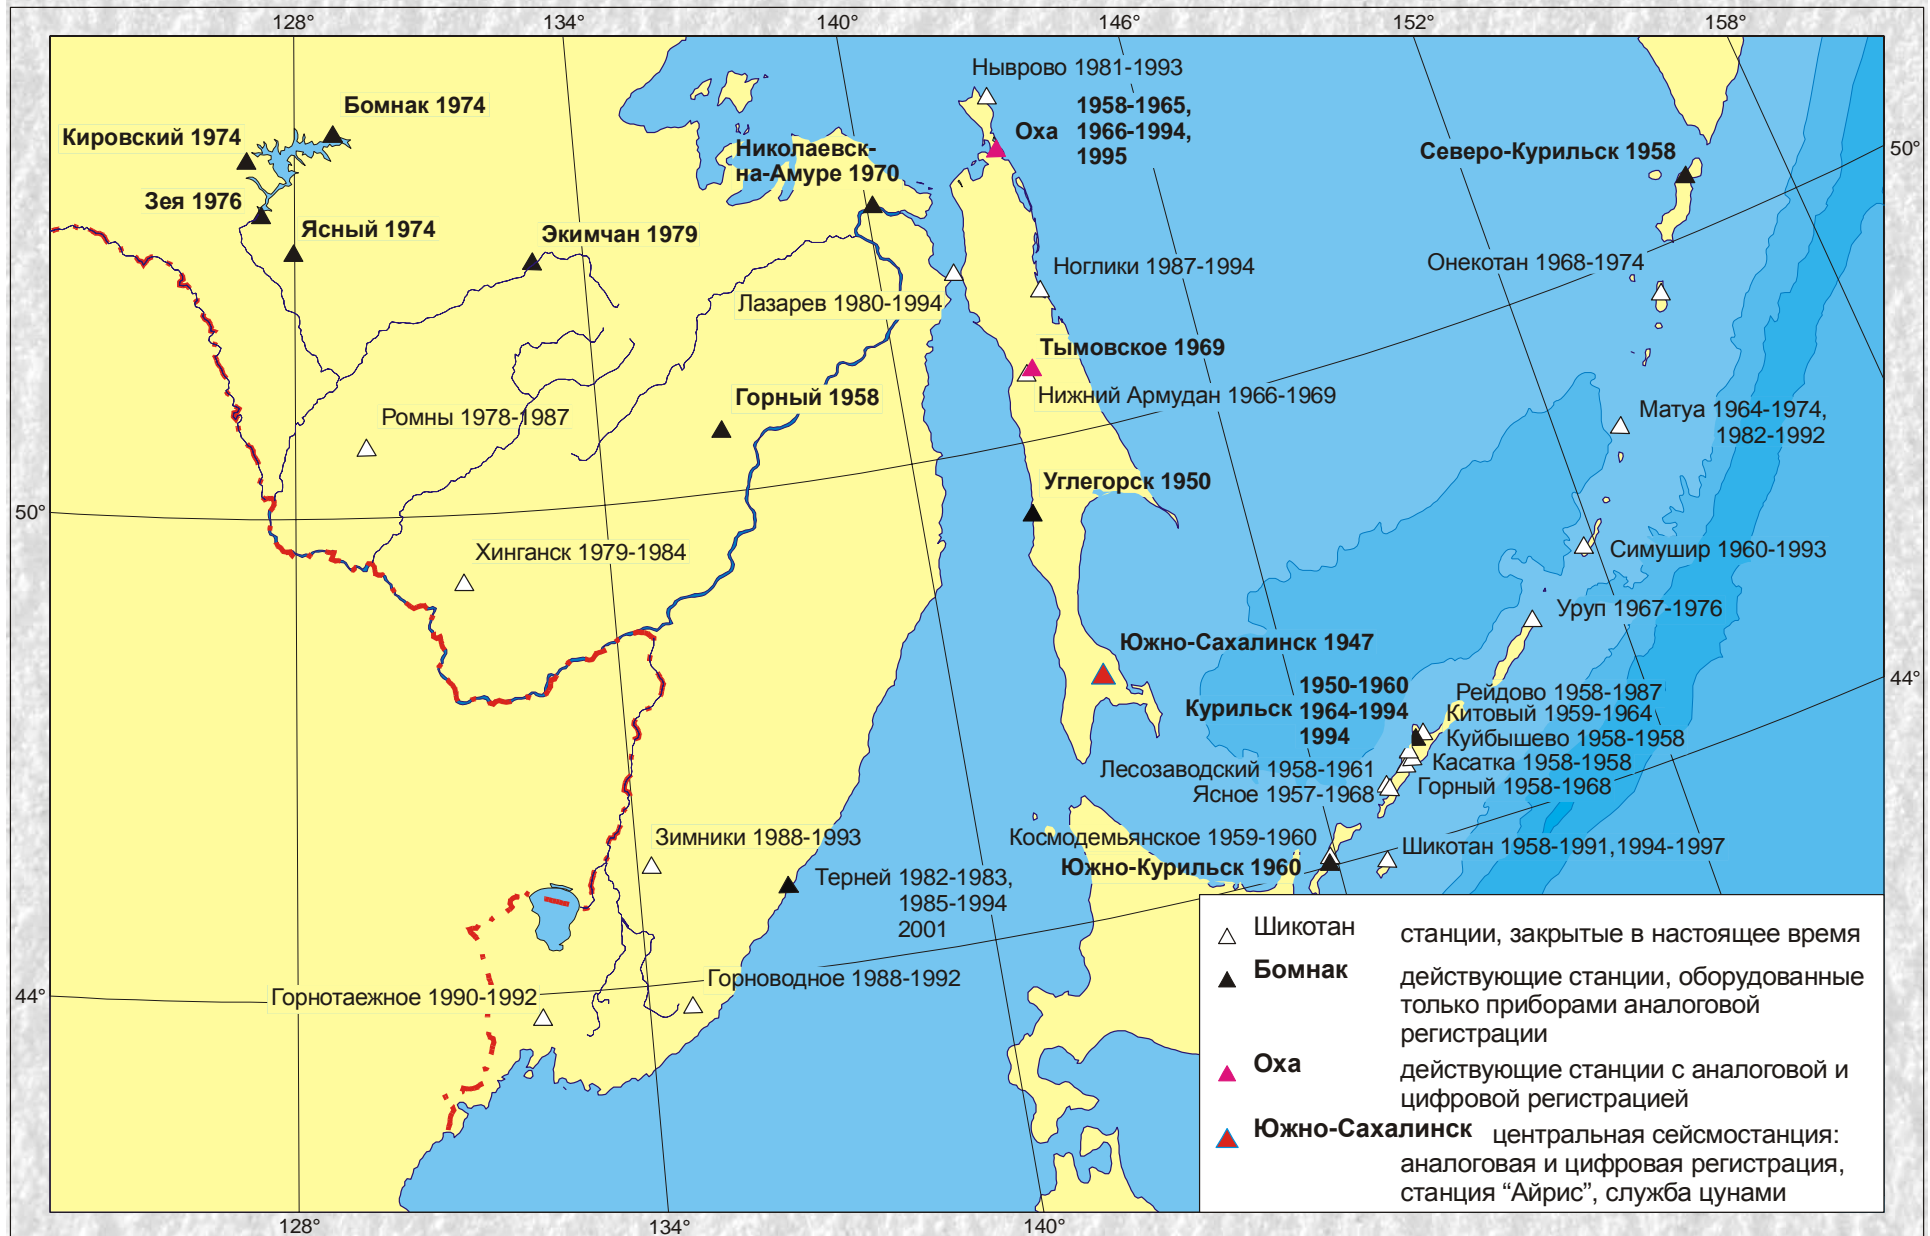 128°
134°
140°
146°
152°
158°
Ныврово 1981-1993
Бомнак 1974
1958-1965,
Оха 1966-1994,
1995
Кировский 1974
Николаевск-
на-Амуре 1970
Северо-Курильск 1958
50°
Зея 1976
Ясный 1974
Экимчан 1979
Ноглики 1987-1994
Онекотан 1968-1974
Лазарев 1980-1994
Тымовское 1969
Нижний Армудан 1966-1969
Горный 1958
Ромны 1978-1987
Матуа 1964-1974,
1982-1992
Углегорск 1950
50°
Хинганск 1979-1984
Симушир 1960-1993
Уруп 1967-1976
Южно-Сахалинск 1947
44°
1950-1960
Курильск 1964-1994
1994
Рейдово 1958-1987
Китовый 1959-1964
Куйбышево 1958-1958
Касатка 1958-1958
Горный 1958-1968
Лесозаводский 1958-1961
Ясное 1957-1968
Зимники 1988-1993
Космодемьянское 1959-1960
Южно-Курильск 1960
Шикотан 1958-1991,1994-1997
Терней 1982-1983,
1985-1994
2001
Горноводное 1988-1992
44°
Горнотаежное 1990-1992
Шикотан станции, закрытые в настоящее время
Бомнак действующие станции, оборудованные
только приборами аналоговой
регистрации
Оха действующие станции с аналоговой и
цифровой регистрацией
Южно-Сахалинск центральная сейсмостанция:
аналоговая и цифровая регистрация,
станция “Айрис”, служба цунами
128°
134°
140°